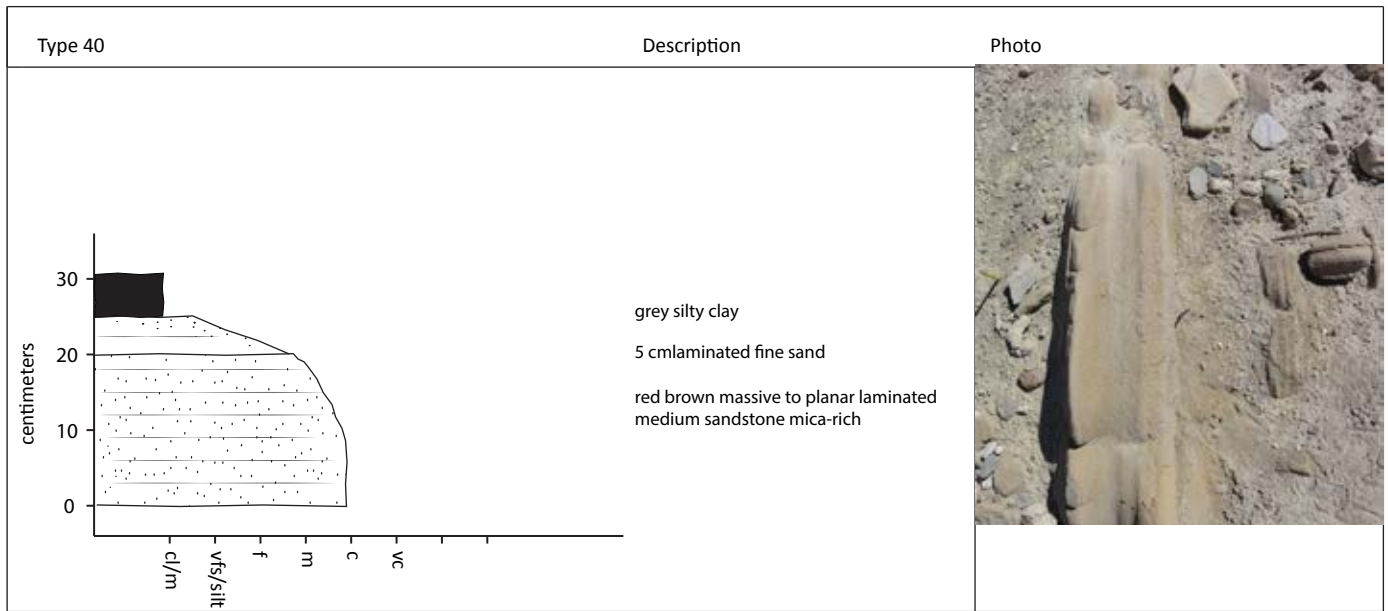 Type 40
Description
Photo
30
20
10
0
centimeters
cl/m
vfs/silt
f
m
c
vc
grey silty clay
5 cmlaminated fine sand
red brown massive to planar laminated
medium sandstone mica-rich